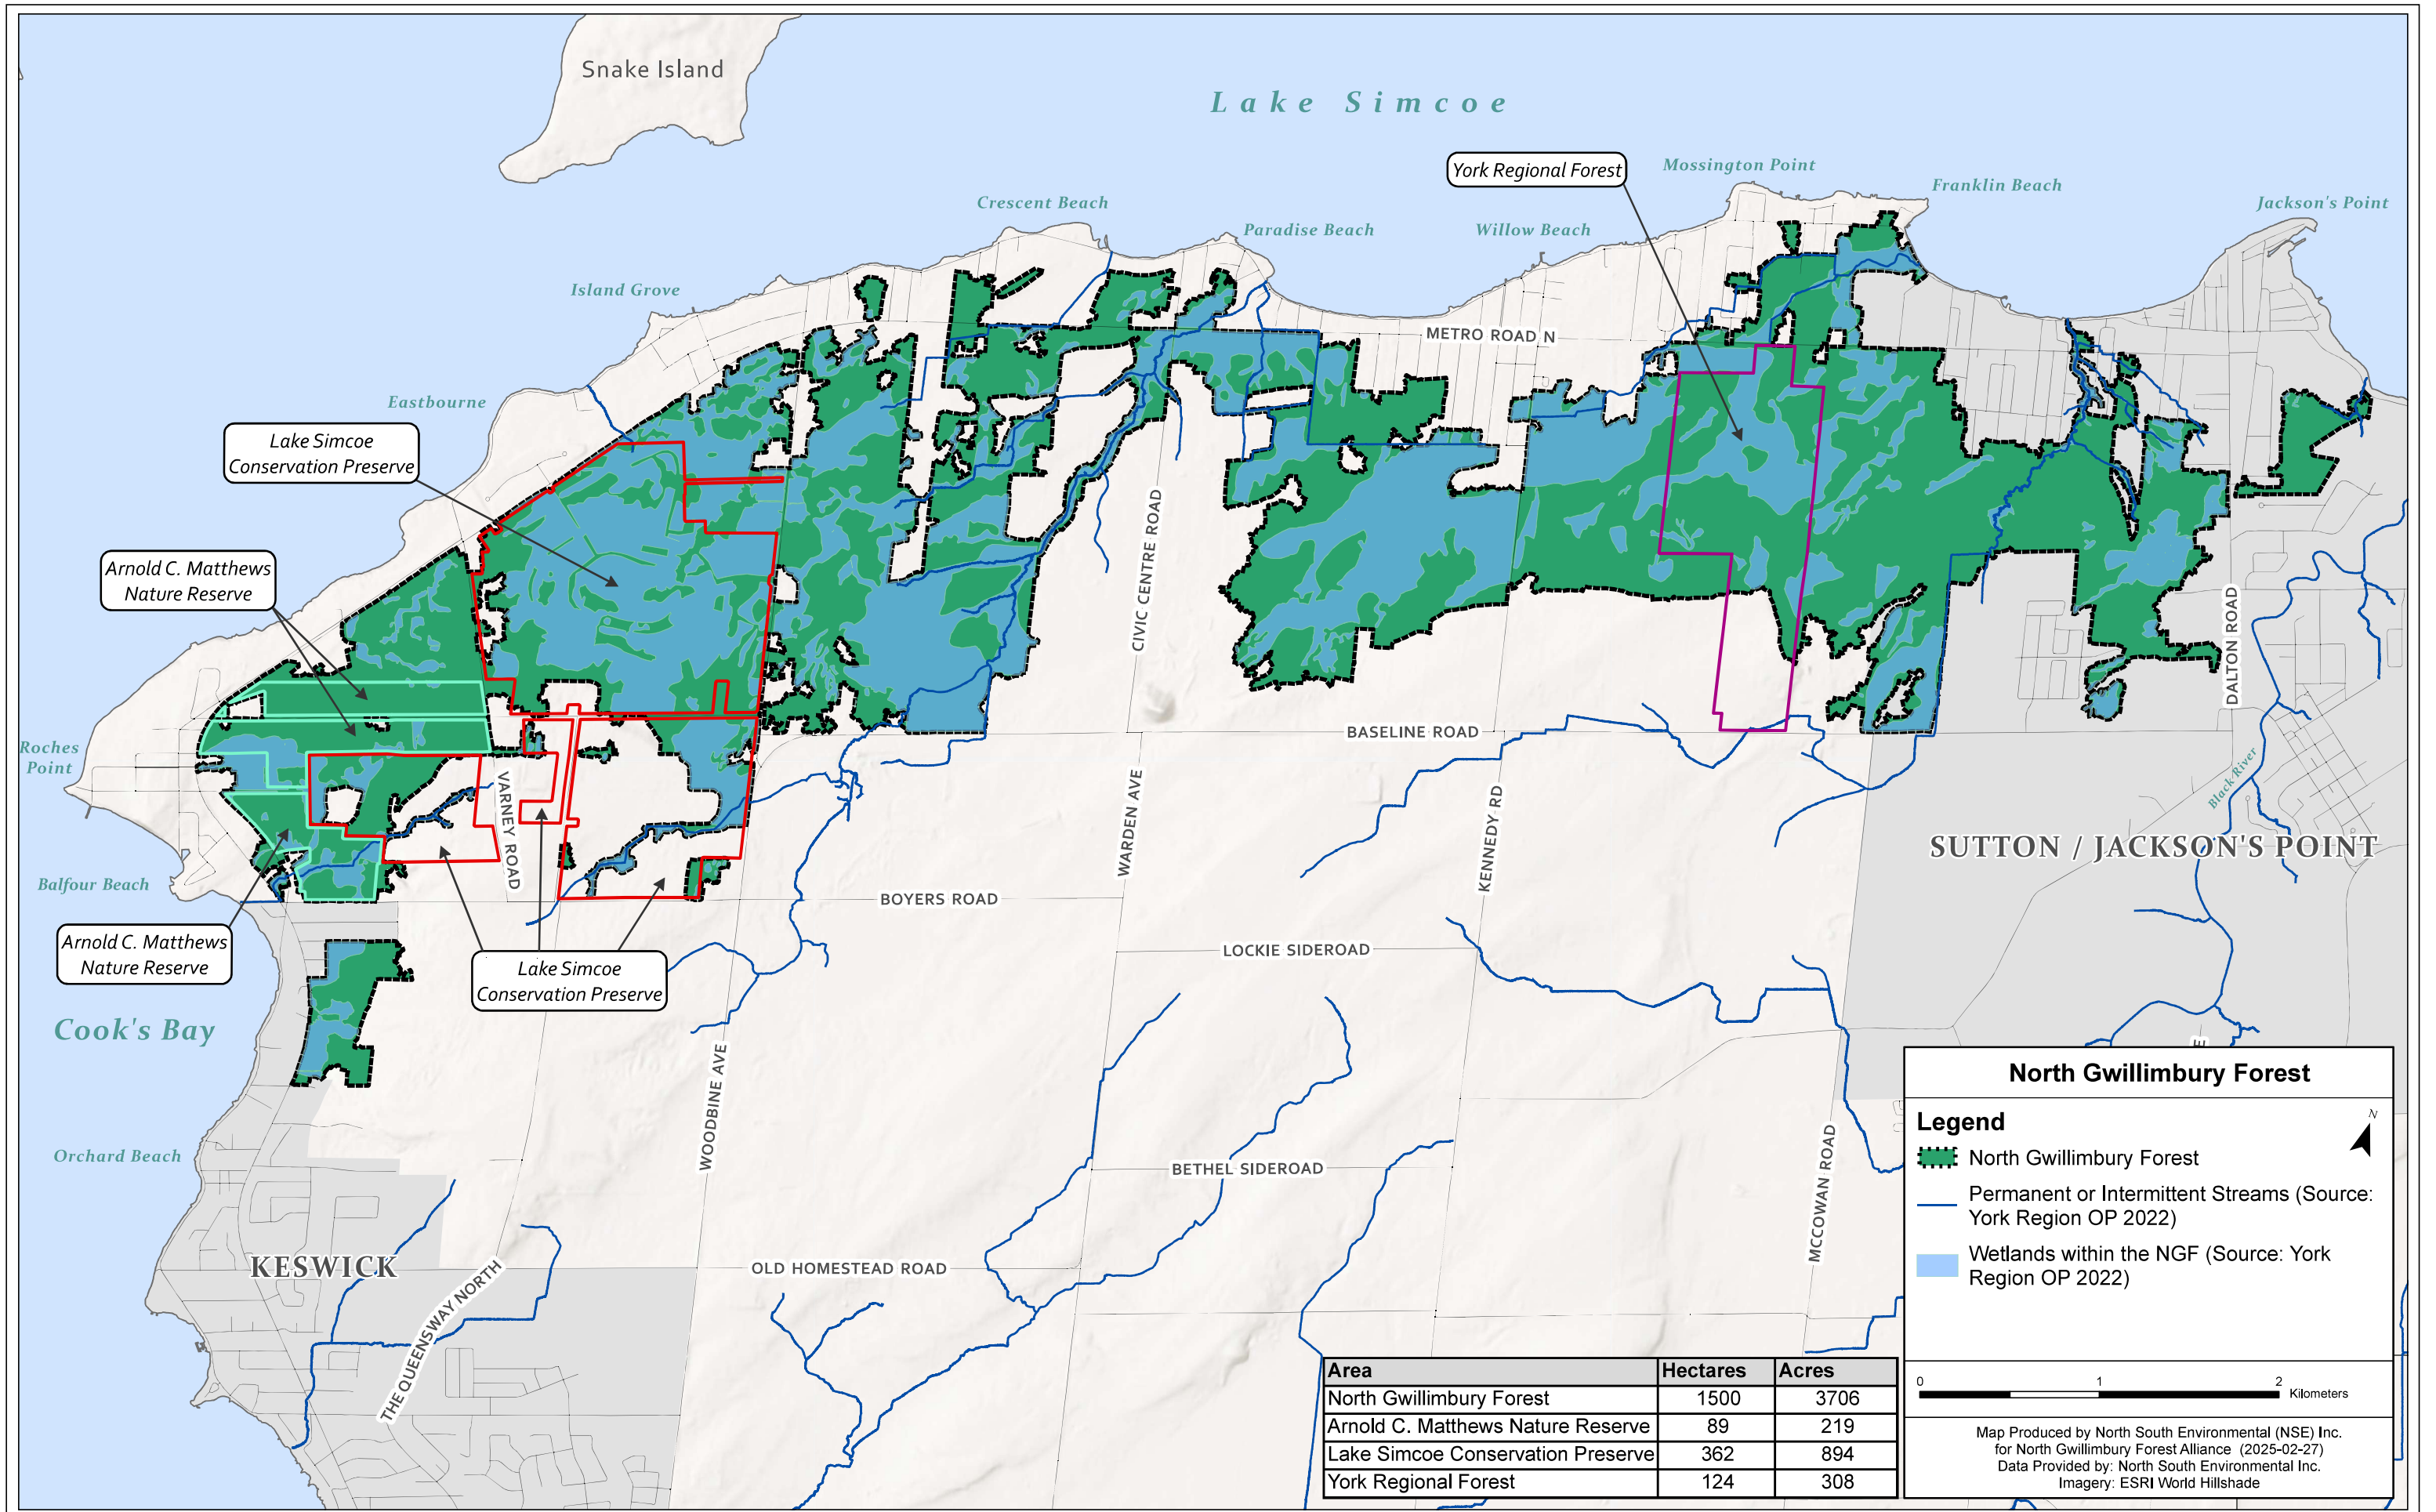 Snake Island
Lake Simcoe
York Regional Forest
Mossington Point
Franklin Beach
Jackson's Point
Crescent Beach
Paradise Beach
Willow Beach
Island Grove
METRO ROAD N
Eastbourne
Lake Simcoe
Conservation Preserve
Arnold C. Matthews
Nature Reserve
CIVIC CENTRE ROAD
DALTON ROAD
Roches
Point
BASELINE ROAD
VARNEY ROAD
WARDEN AVE
KENNEDY RD
Black River
SUTTON / JACKSON'S POINT
Balfour Beach
BOYERS ROAD
Arnold C. Matthews
Nature Reserve
LOCKIE SIDEROAD
Lake Simcoe
Conservation Preserve
Cook's Bay
E
WOODBINE AVE
Orchard Beach
BETHEL SIDEROAD
MCCOWAN ROAD
KESWICK
OLD HOMESTEAD ROAD
THE QUEENSWAY NORTH
North Gwillimbury Forest
Legend
N
North Gwillimbury Forest
Permanent or Intermittent Streams (Source:
York Region OP 2022)
Wetlands within the NGF (Source: York
Region OP 2022)
0 1 2
Kilometers
Map Produced by North South Environmental (NSE) Inc.
for North Gwillimbury Forest Alliance (2025-02-27)
Data Provided by: North South Environmental Inc.
Imagery: ESRI World Hillshade
Area Hectares Acres
North Gwillimbury Forest 1500 3706
Arnold C. Matthews Nature Reserve 89 219
Lake Simcoe Conservation Preserve 362 894
York Regional Forest 124 308